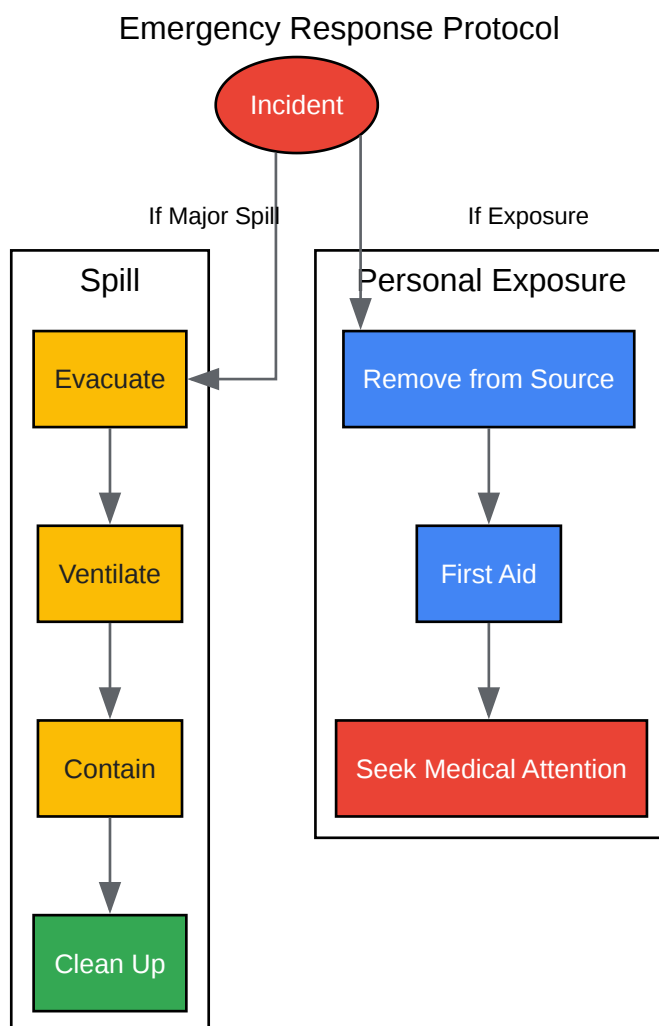 Emergency Response Protocol
Incident
If Major Spill
If Exposure
Spill
Evacuate
Ventilate
Contain
Clean Up
Personal Exposure
Remove from Source
First Aid
Seek Medical Attention